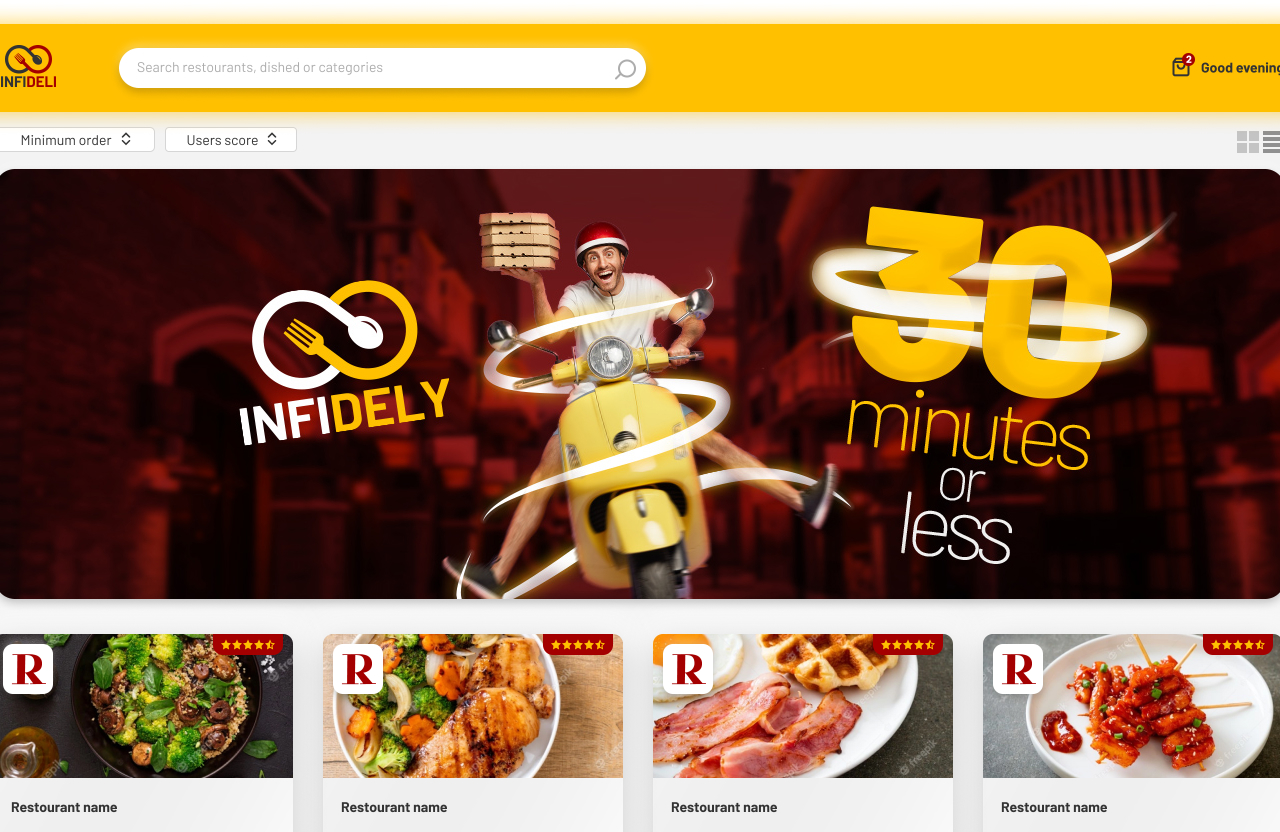 INFIDELI
Search restourants, dished or categories
2
Good evening
Minimum order
Users score
INFIDELY
30
minutes
or
less
R
R
R
R
Restourant name
Restourant name
Restourant name
Restourant name